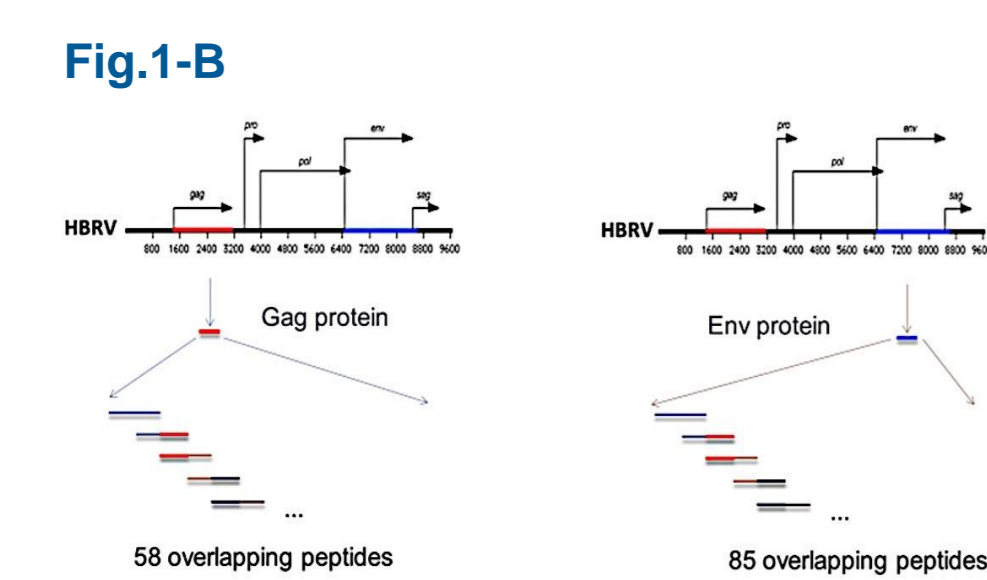 Fig.1-B
pro
env
pol
gag
sag
HBRV
800 1600 2400 3200 4000 4800 5600 6400 7200 8000 8800 9600
Gag protein
...
58 overlapping peptides
pro
env
pol
gag
sag
HBRV
800 1600 2400 3200 4000 4800 5600 6400 7200 8000 8800 960
Env protein
...
85 overlapping peptides